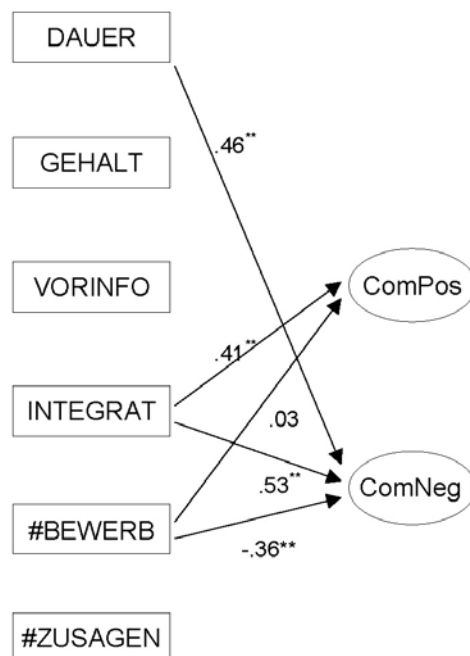 DAUER
.46**
GEHALT
VORINFO
ComPos
.41**
INTEGRAT
.03
.53**
ComNeg
#BEWERB
-.36**
#ZUSAGEN